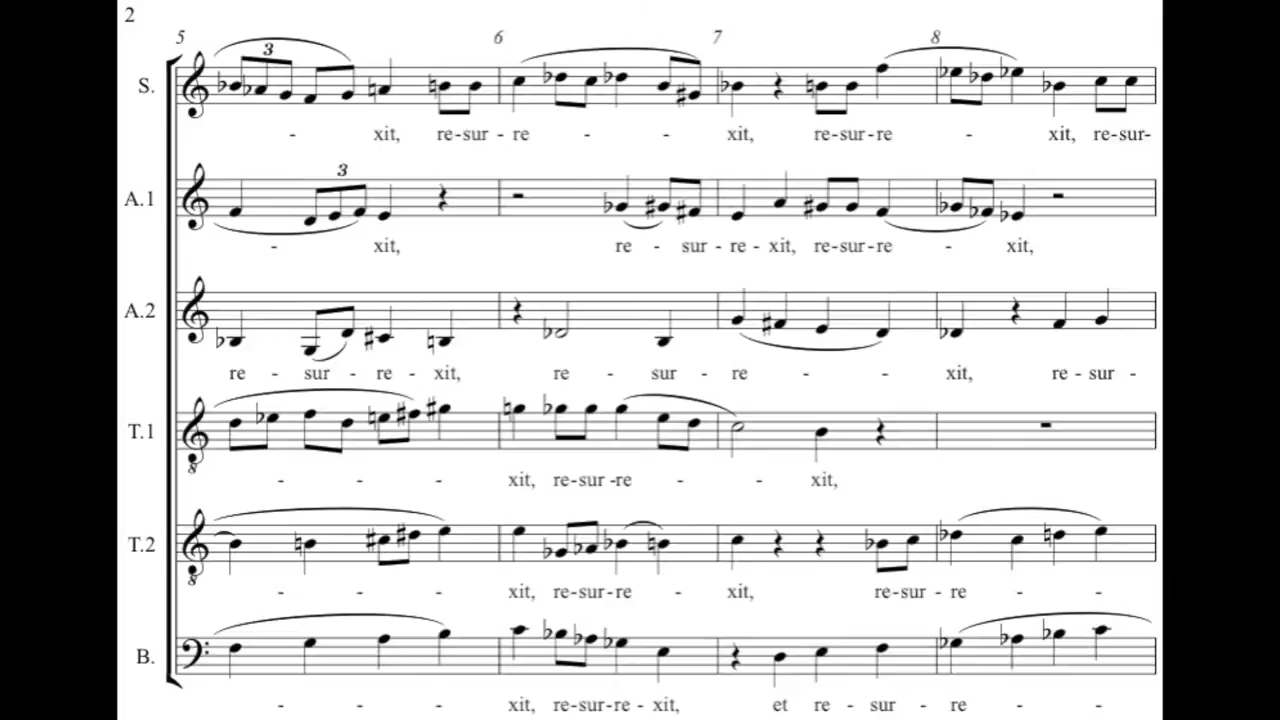 2
5 6 7 8
3
S.
- xit, re-sur-re - - - xit, re-sur-re - xit, re-sur-
3
A.1
- xit, re - sur - re - xit, re-sur-re - xit,
A.2
re - sur - re - xit, re - sur - re - - xit, re - sur -
T.1
- - - xit, re-sur-re - - xit,
8
T.2
- - - xit, re-sur-re - xit, re-sur - re - -
8
B.
- - - xit, re-sur-re - xit, et re - sur - re - -